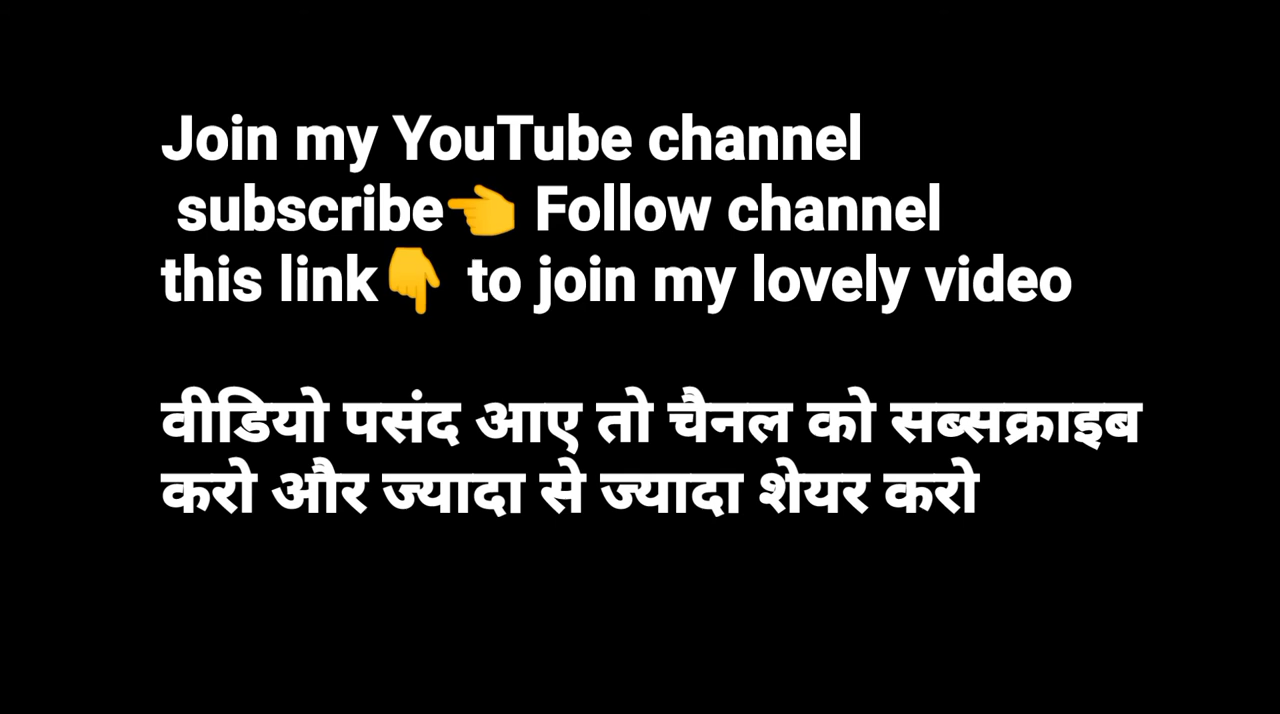 Join my YouTube channel
subscribe👈 Follow channel
this link👇 to join my lovely video
वीडियो पसंद आए तो चैनल को सब्सक्राइब
करो और ज्यादा से ज्यादा शेयर करो